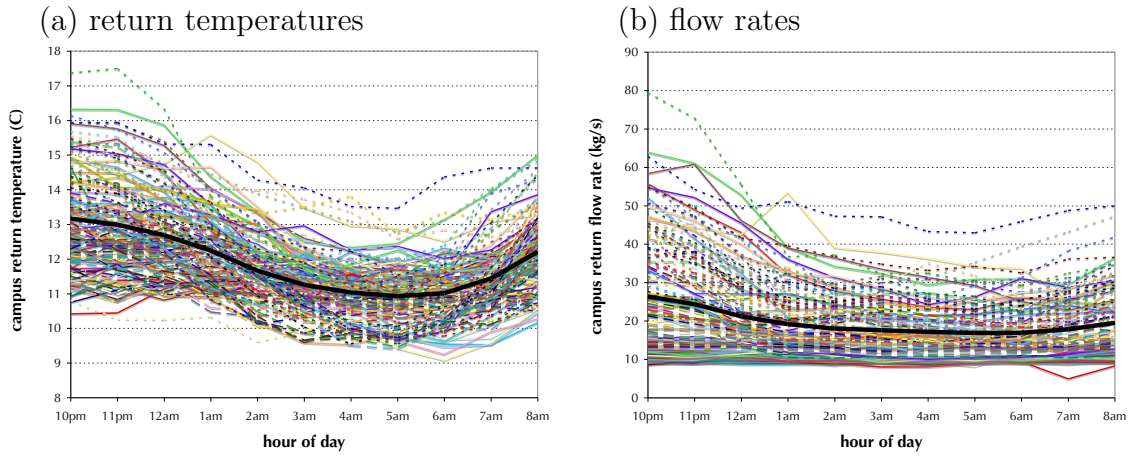 (a) return temperatures
18
17
16
15
14
13
12
11
10
9
8
campus return temperature (C)
10pm 11pm 12am 1am 2am 3am 4am 5am 6am 7am 8am
hour of day
(b) flow rates
90
80
70
60
50
40
30
20
10
0
campus return flow rate (kg/s)
10pm 11pm 12am 1am 2am 3am 4am 5am 6am 7am 8am
hour of day